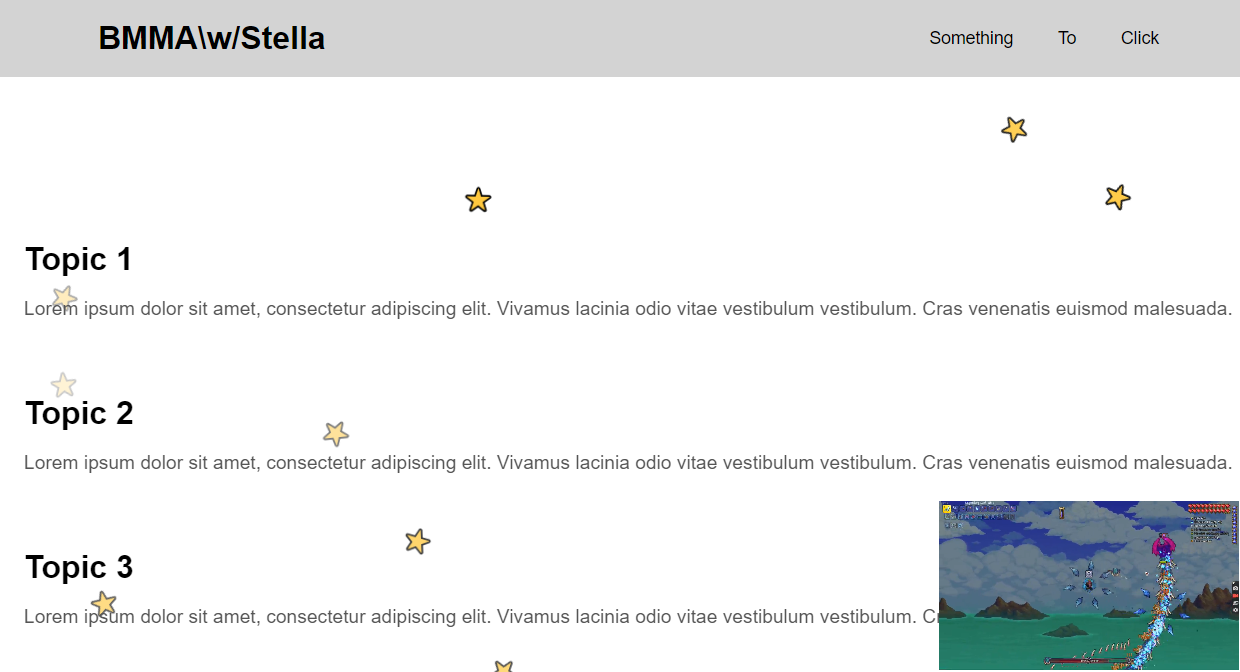 BMMA\w/Stella
Something To Click
Topic 1
Lorem ipsum dolor sit amet, consectetur adipiscing elit. Vivamus lacinia odio vitae vestibulum vestibulum. Cras venenatis euismod malesuada.
Topic 2
Lorem ipsum dolor sit amet, consectetur adipiscing elit. Vivamus lacinia odio vitae vestibulum vestibulum. Cras venenatis euismod malesuada.
Topic 3
Lorem ipsum dolor sit amet, consectetur adipiscing elit. Vivamus lacinia odio vitae vestibulum vestibulum.